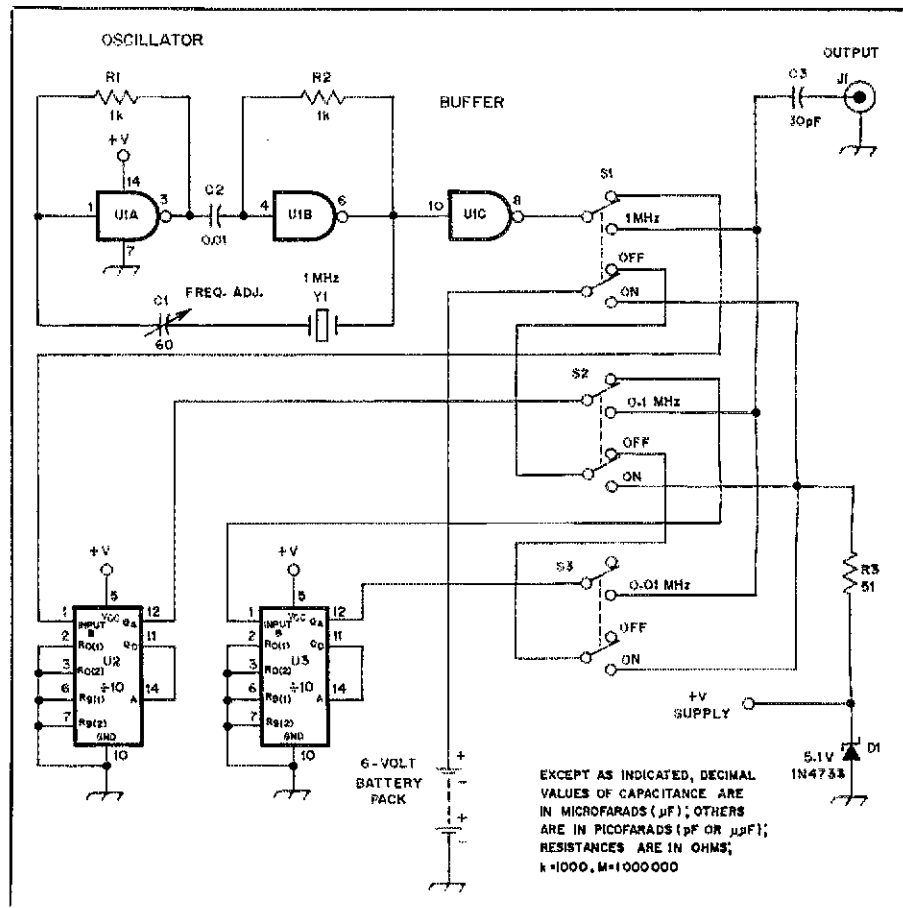 OSCILLATOR
OUTPUT
R1
1k
R2
1k
BUFFER
C3
30pF
J1
+V
14
1
U1A
3
7
C2
0.01
4
U1B
6
10
U1C
8
S1
1MHz
OFF
ON
FREQ. ADJ.
C1
60
1MHz
Y1
S2
0.1 MHz
OFF
ON
S3
0.01 MHz
OFF
ON
R3
51
+V
SUPPLY
5.1V
1N4733
D1
+V
5
1
INPUT
B
VCC
QA
12
2
R0(1)
QD
11
3
R0(2)
U2
6
R9(1)
÷10
A
14
7
R9(2)
GND
10
+V
5
1
INPUT
B
VCC
QA
12
2
R0(1)
QD
11
3
R0(2)
U3
6
R9(1)
÷10
A
14
7
R9(2)
GND
10
6-VOLT
BATTERY
PACK
+
-
+
-
EXCEPT AS INDICATED, DECIMAL
VALUES OF CAPACITANCE ARE
IN MICROFARADS (µF); OTHERS
ARE IN PICOFARADS (pF OR µµF);
RESISTANCES ARE IN OHMS;
k=1000, M=1000000